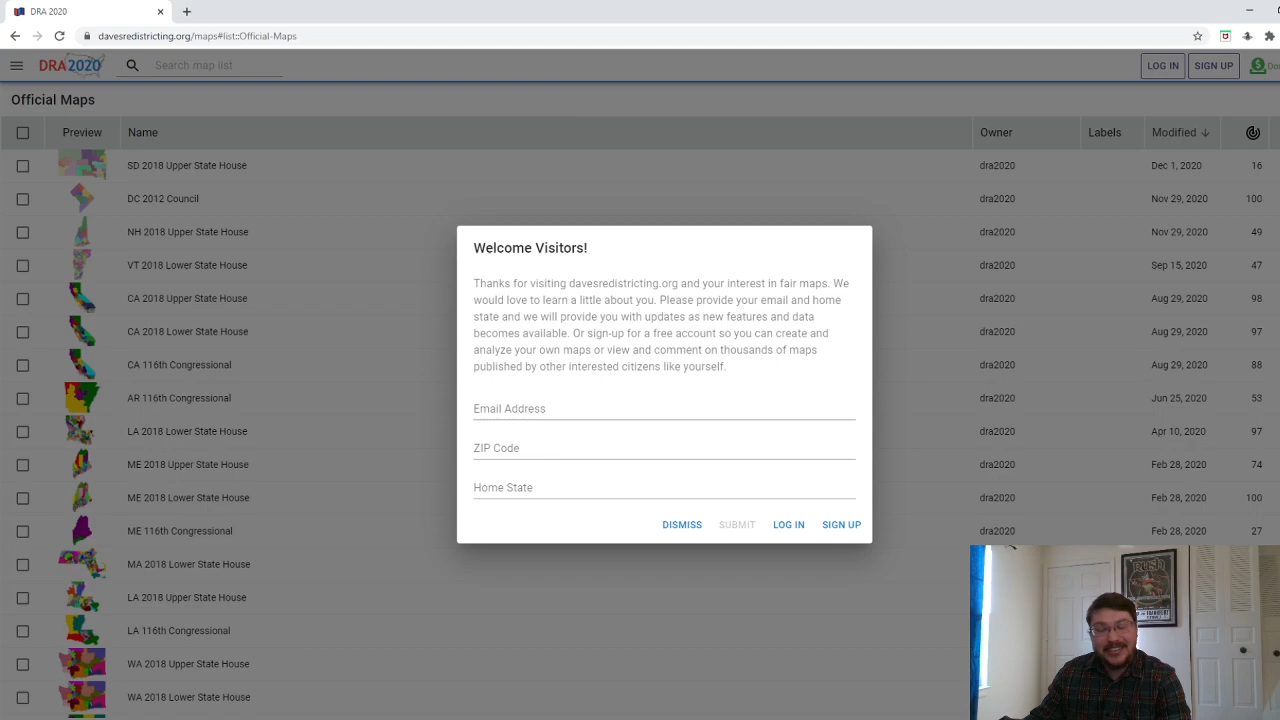 DRA 2020
davesredistricting.org/maps#list::Official-Maps
DRA2020
Search map list
LOG IN
SIGN UP
Official Maps
Preview Name Owner Labels Modified
SD 2018 Upper State House dra2020 Dec 1, 2020 16
DC 2012 Council dra2020 Nov 29, 2020 100
NH 2018 Upper State House dra2020 Nov 29, 2020 49
VT 2018 Lower State House dra2020 Sep 15, 2020 47
CA 2018 Upper State House dra2020 Aug 29, 2020 98
CA 2018 Lower State House dra2020 Aug 29, 2020 97
CA 116th Congressional dra2020 Aug 29, 2020 88
AR 116th Congressional dra2020 Jun 25, 2020 53
LA 2018 Lower State House dra2020 Apr 10, 2020 97
ME 2018 Upper State House dra2020 Feb 28, 2020 74
ME 2018 Lower State House dra2020 Feb 28, 2020 100
ME 116th Congressional dra2020 Feb 28, 2020 27
MA 2018 Lower State House
LA 2018 Upper State House
LA 116th Congressional
WA 2018 Upper State House
WA 2018 Lower State House
Welcome Visitors!
Thanks for visiting davesredistricting.org and your interest in fair maps. We
would love to learn a little about you. Please provide your email and home
state and we will provide you with updates as new features and data
becomes available. Or sign-up for a free account so you can create and
analyze your own maps or view and comment on thousands of maps
published by other interested citizens like yourself.
Email Address
ZIP Code
Home State
DISMISS SUBMIT LOG IN SIGN UP
RUSH